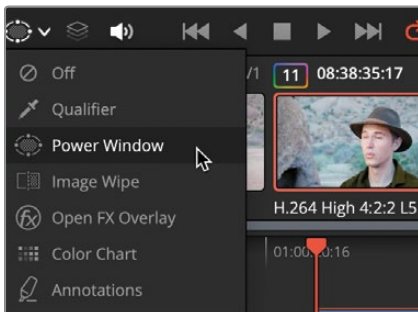 /1 11 08:38:35:17
Off
Qualifier
Power Window
Image Wipe
H.264 High 4:2:2 L5
Open FX Overlay
Color Chart
Annotations